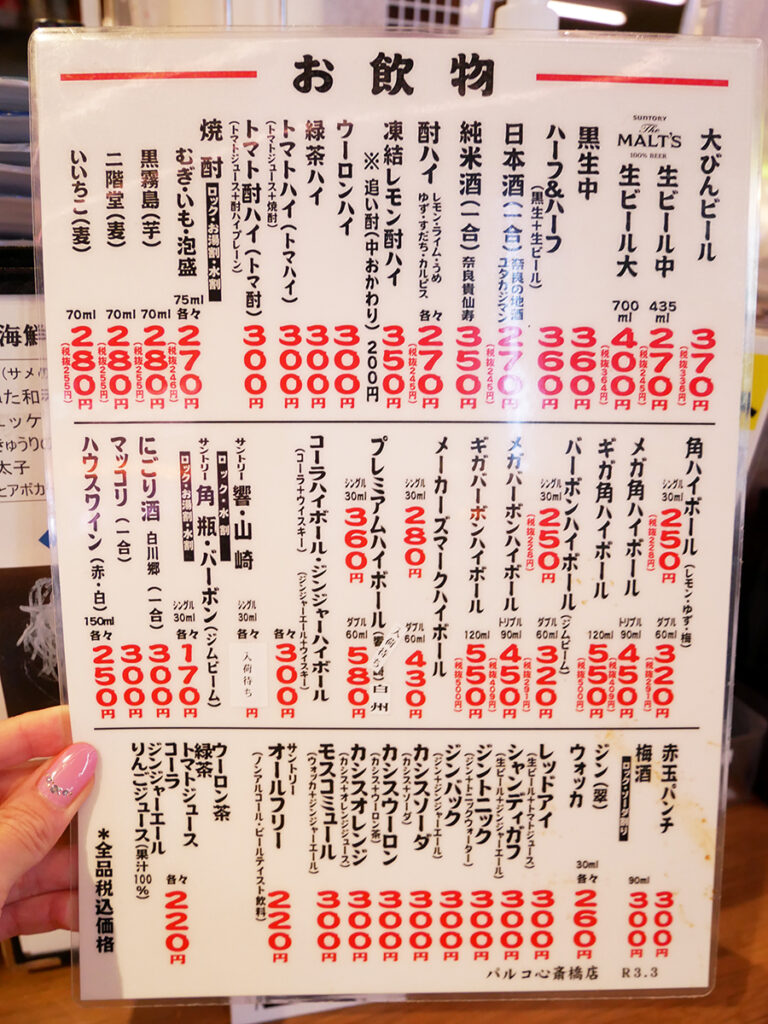 お飲物
大びんビール 370円 (税抜336円)
SUNTORY The MALT'S 100% BEER
生ビール中 435ml 270円 (税抜245円)
生ビール大 700ml 400円 (税抜364円)
黒生中 360円
ハーフ&ハーフ (黒生+生ビール) 360円
日本酒(一合) 奈良の地酒 ユタカジマン 270円 (税抜245円)
純米酒(一合) 奈良貴仙寿 350円
酎ハイ レモン・ライム・うめ ゆず・すだち・カルピス 各々 270円 (税抜245円)
凍結レモン酎ハイ 350円
※追い酎(中おかわり) 200円
ウーロンハイ 300円
緑茶ハイ 300円
トマトハイ(トマハイ) (トマトジュース+焼酎) 300円
トマト酎ハイ(トマ酎) (トマトジュース+酎ハイプレーン) 300円
焼酎 ロック・お湯割・水割
むぎ・いも・泡盛 75ml 各々 270円 (税抜246円)
黒霧島(芋) 70ml 280円 (税抜255円)
二階堂(麦) 70ml 280円 (税抜255円)
いいちこ(麦) 70ml 280円 (税抜255円)
角ハイボール (レモン・ゆず・梅) シングル 30ml 250円 (税抜228円) ダブル 60ml 320円 (税抜291円)
メガ角ハイボール トリプル 90ml 450円 (税抜409円)
ギガ角ハイボール 120ml 550円 (税抜500円)
バーボンハイボール (ジムビーム) シングル 30ml 250円 (税抜228円) ダブル 60ml 320円 (税抜291円)
メガバーボンハイボール トリプル 90ml 450円 (税抜409円)
ギガバーボンハイボール 120ml 550円 (税抜500円)
メーカーズマークハイボール シングル 30ml 280円 ダブル 60ml 430円
プレミアムハイボール 白州 入荷待ち シングル 30ml 360円 ダブル 60ml 580円
コーラハイボール・ジンジャーハイボール (コーラ+ウイスキー) (ジンジャーエール+ウイスキー) 各々 300円
サントリー 響・山崎 ロック・水割 シングル 30ml 各々 入荷待ち 円
サントリー 角瓶・バーボン(ジムビーム) ロック・お湯割・水割 シングル 30ml 各々 170円
にごり酒 白川郷(一合) 300円
マッコリ(一合) 300円
ハウスワイン(赤・白) 150ml 各々 250円
赤玉パンチ 300円
梅酒 ロック・ソーダ割り 90ml 300円
ジン(翠)
ウォッカ 30ml 各々 260円
レッドアイ (生ビール+トマトジュース) 300円
シャンディガフ (生ビール+ジンジャーエール) 300円
ジントニック (ジン+トニックウォーター) 300円
ジンバック (ジン+ジンジャーエール) 300円
カシスソーダ (カシス+ソーダ) 300円
カシスウーロン (カシス+ウーロン茶) 300円
カシスオレンジ (カシス+オレンジジュース) 300円
モスコミュール (ウォッカ+ジンジャーエール) 300円
サントリー オールフリー (ノンアルコール・ビールテイスト飲料) 220円
ウーロン茶
緑茶
トマトジュース
コーラ
ジンジャーエール
りんごジュース(果汁100%) 各々 220円
*全品税込価格
パルコ心斎橋店 R3.3
海鮮
(サメ
た和
ユッケ
きゅうりの
太子
とアボカ